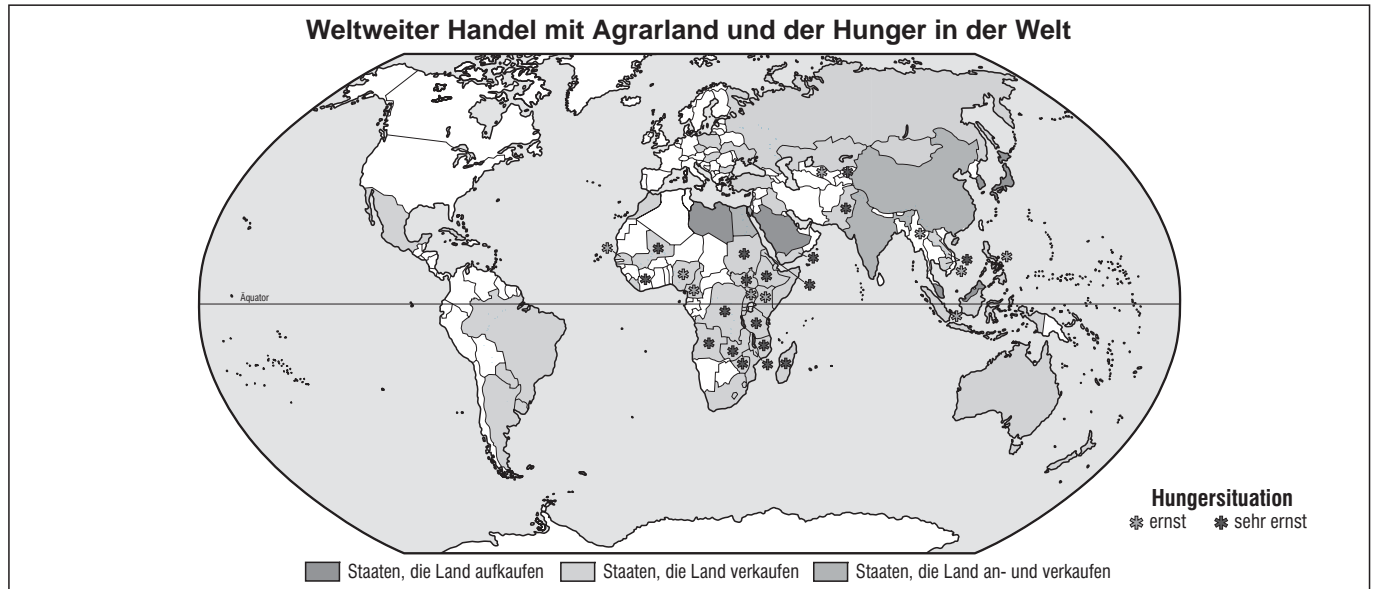 Weltweiter Handel mit Agrarland und der Hunger in der Welt
Äquator
Hungersituation
ernst sehr ernst
Staaten, die Land aufkaufen Staaten, die Land verkaufen Staaten, die Land an- und verkaufen